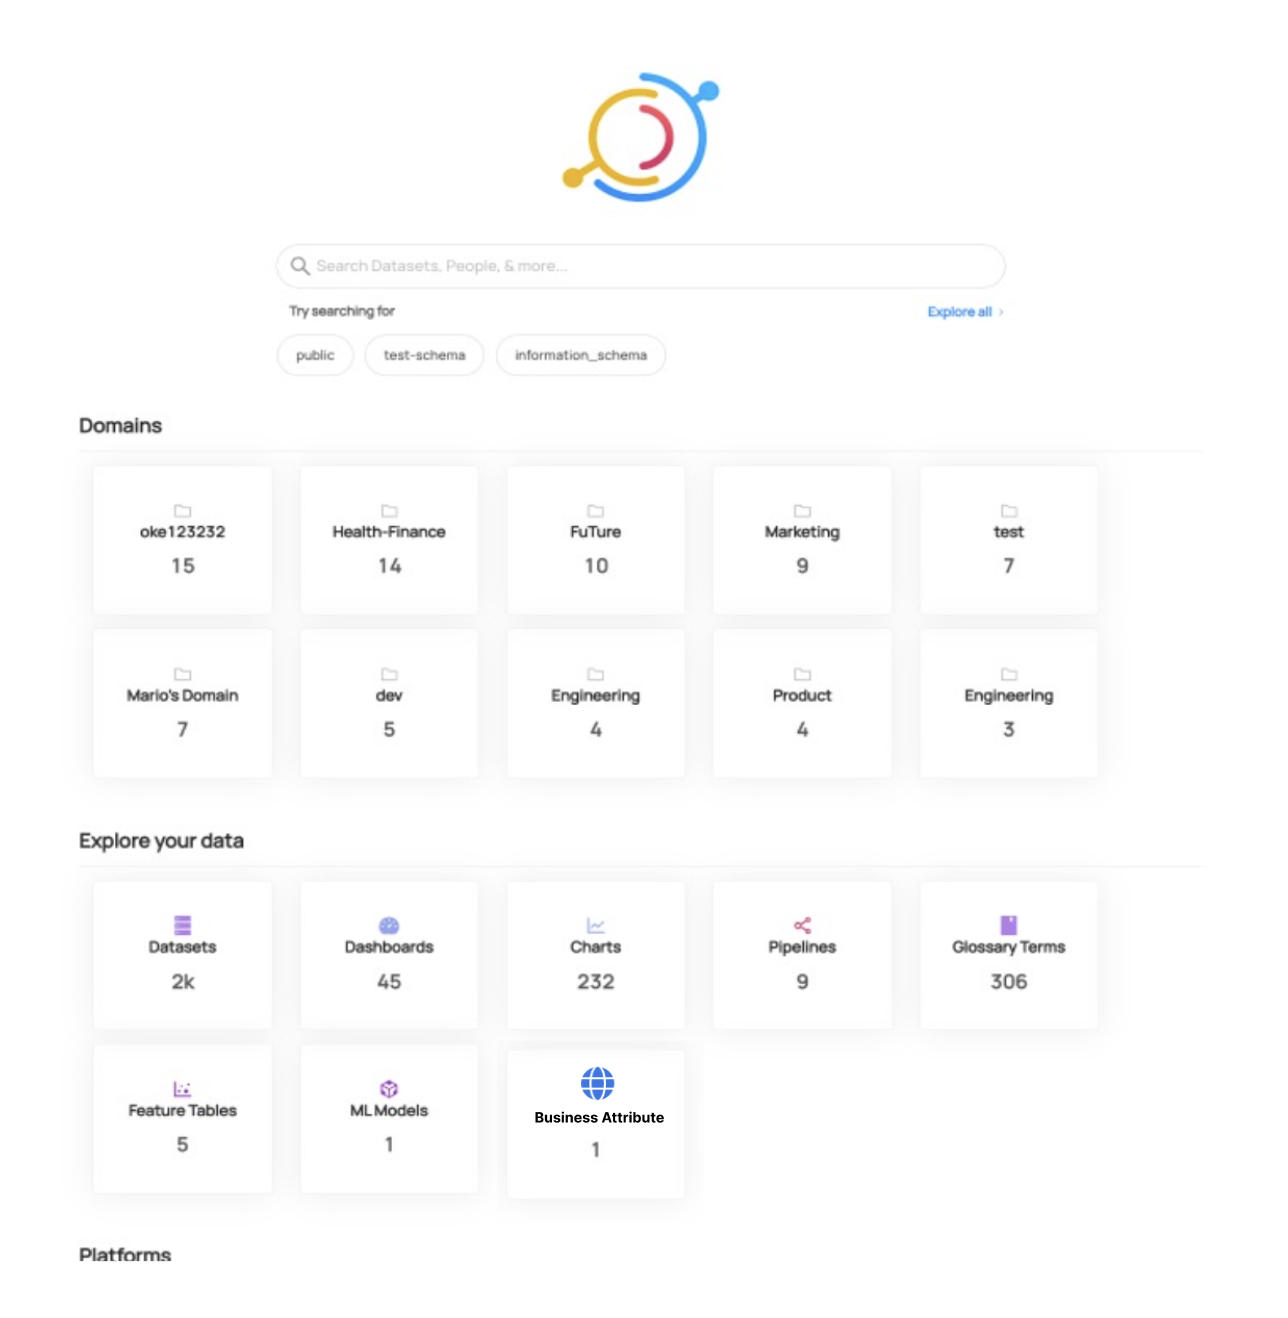 Search Datasets, People, & more...
Try searching for
Explore all >
public test-schema information_schema
Domains
oke123232 Health-Finance FuTure Marketing test
15 14 10 9 7
Mario's Domain dev Engineering Product Engineering
7 5 4 4 3
Explore your data
Datasets Dashboards Charts Pipelines Glossary Terms
2k 45 232 9 306
Feature Tables ML Models Business Attribute
5 1 1
Platforms